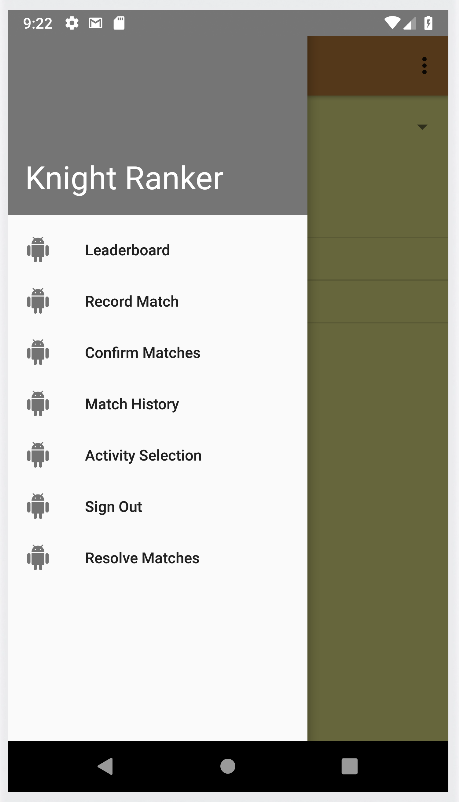 9:22
Knight Ranker
Leaderboard
Record Match
Confirm Matches
Match History
Activity Selection
Sign Out
Resolve Matches